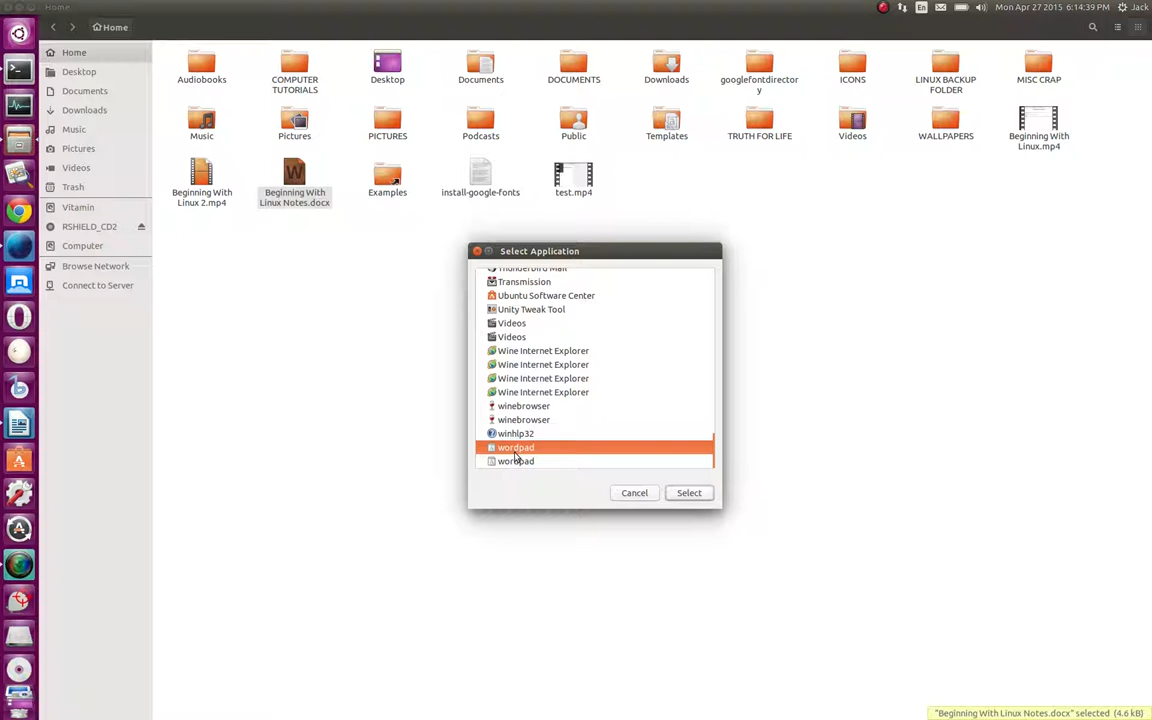 Home
En
Mon Apr 27 2015 6:14:39 PM
Jack
Home
Home
Desktop
Documents
Downloads
Music
Pictures
Videos
Trash
Vitamin
RSHIELD_CD2
Computer
Browse Network
Connect to Server
Audiobooks
COMPUTER
TUTORIALS
Desktop
Documents
DOCUMENTS
Downloads
googlefontdirector
y
ICONS
LINUX BACKUP
FOLDER
MISC CRAP
Music
Pictures
PICTURES
Podcasts
Public
Templates
TRUTH FOR LIFE
Videos
WALLPAPERS
Beginning With
Linux.mp4
Beginning With
Linux 2.mp4
W
Beginning With
Linux Notes.docx
Examples
install-google-fonts
test.mp4
Select Application
Thunderbird Mail
Transmission
Ubuntu Software Center
Unity Tweak Tool
Videos
Videos
Wine Internet Explorer
Wine Internet Explorer
Wine Internet Explorer
Wine Internet Explorer
winebrowser
winebrowser
winhlp32
wordpad
wordpad
Cancel
Select
"Beginning With Linux Notes.docx" selected (4.6 kB)